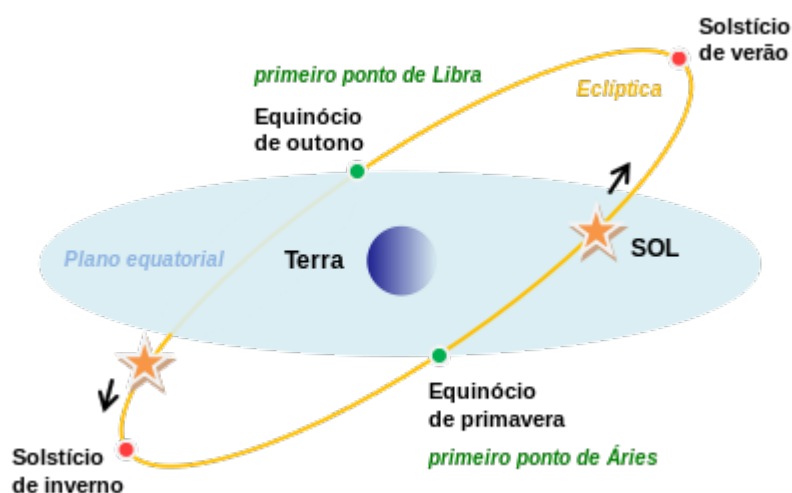 Solstício
de verão
primeiro ponto de Libra
Eclíptica
Equinócio
de outono
SOL
Plano equatorial
Terra
Equinócio
de primavera
primeiro ponto de Áries
Solstício
de inverno